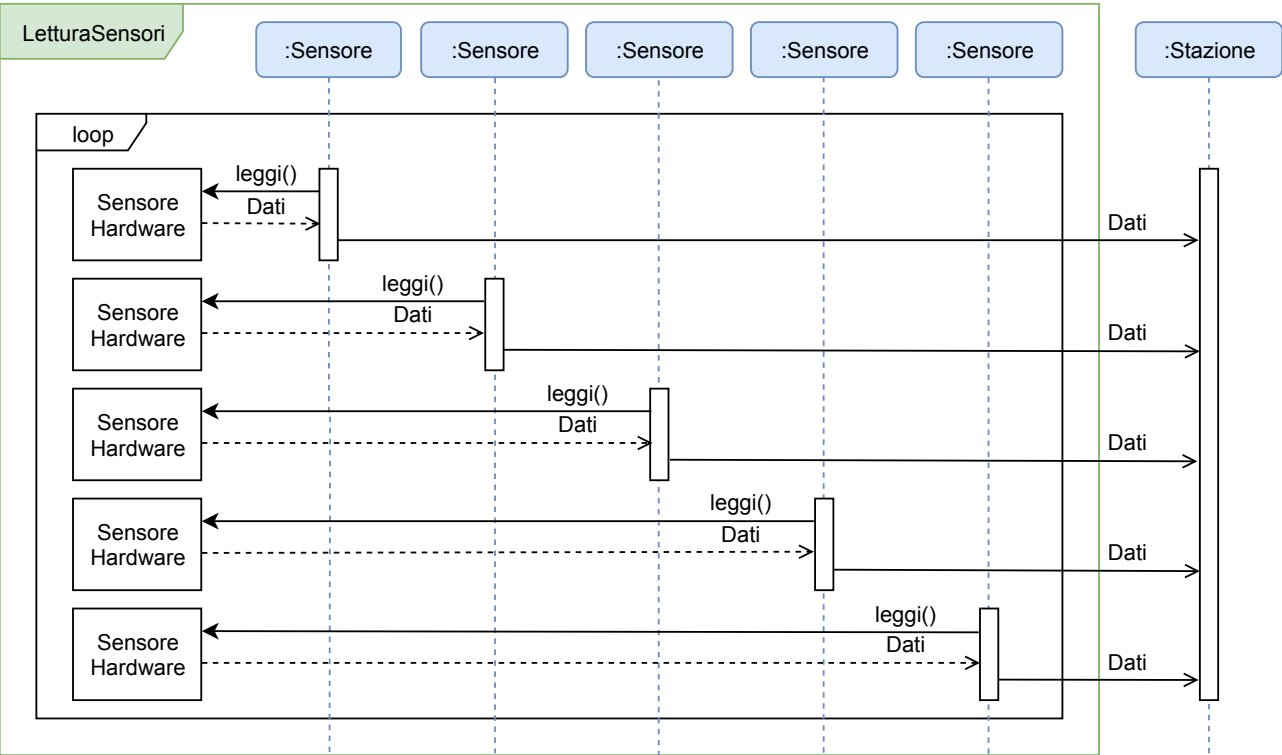 LetturaSensori
:Sensore
:Sensore
:Sensore
:Sensore
:Sensore
:Stazione
loop
leggi()
Dati
Sensore
Hardware
Dati
leggi()
Dati
Sensore
Hardware
Dati
leggi()
Dati
Sensore
Hardware
Dati
leggi()
Dati
Sensore
Hardware
Dati
leggi()
Dati
Sensore
Hardware
Dati